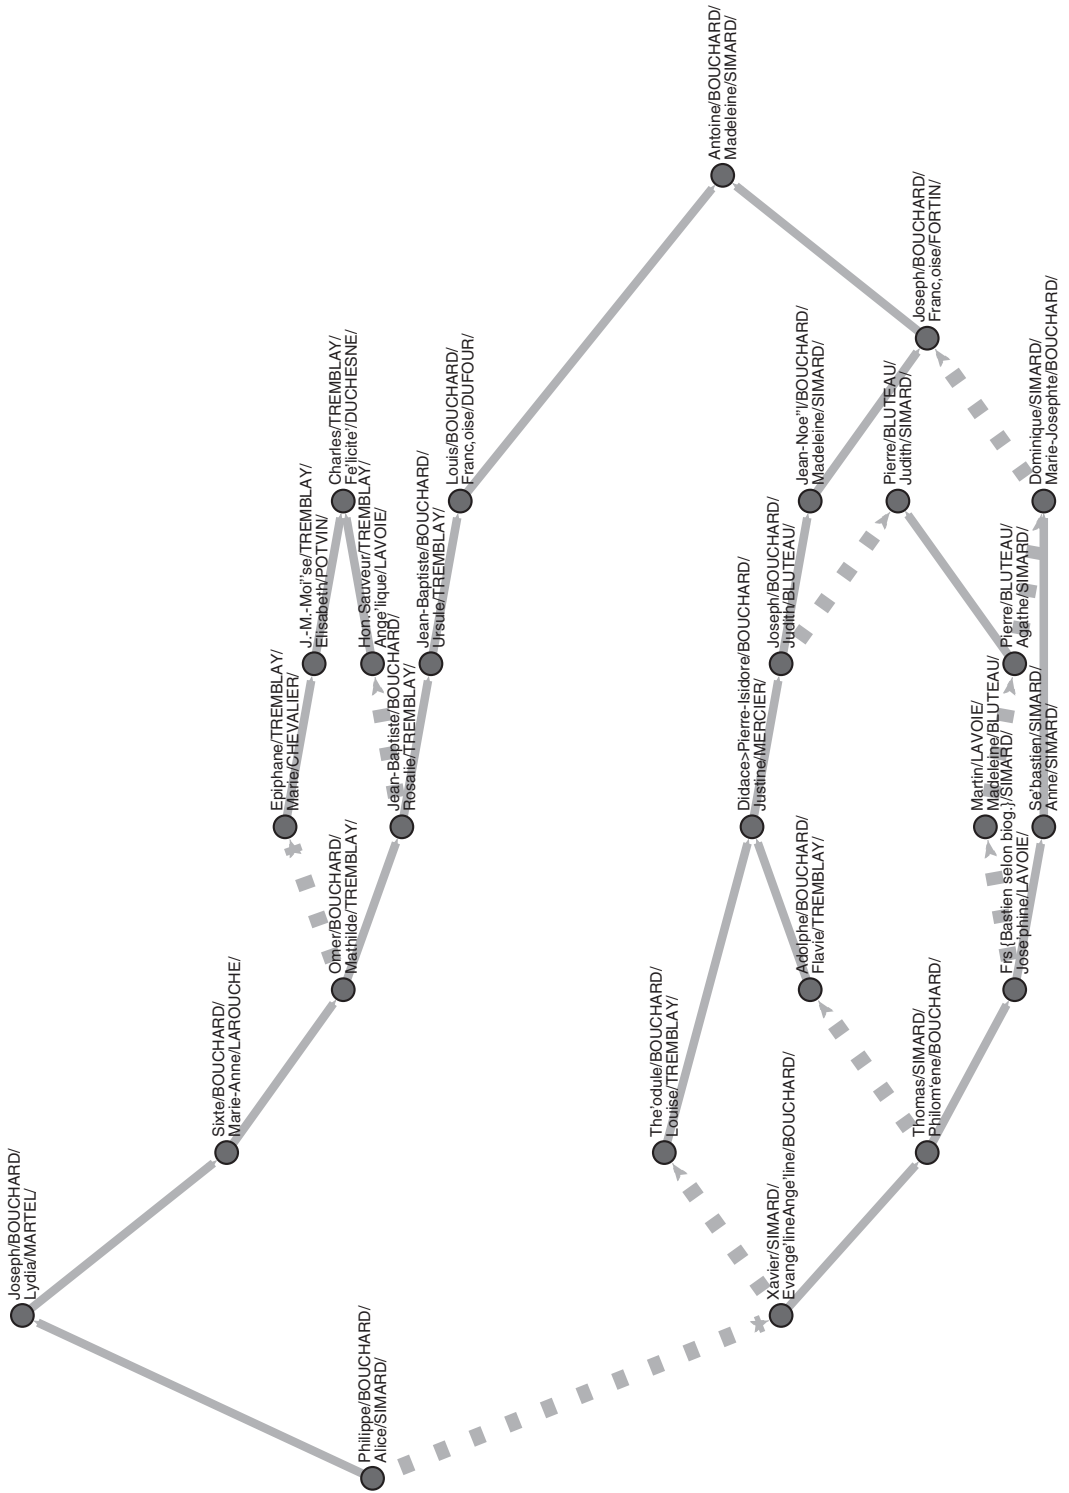 Antoine/BOUCHARD/
Madeleine/SIMARD/
Joseph/BOUCHARD/
Franc,oise/FORTIN/
Charles/TREMBLAY/
Fe'licite'/DUCHESNE/
Louis/BOUCHARD/
Franc,oise/DUFOUR/
Jean-Noe"l/BOUCHARD/
Madeleine/SIMARD/
Pierre/BLUTEAU/
Judith/SIMARD/
Dominique/SIMARD/
Marie-Josephte/BOUCHARD/
J.-M.-Moi"se/TREMBLAY/
Elisabeth/POTVIN/
Hon.Sauveur/TREMBLAY/
Ange'lique/LAVOIE/
Jean-Baptiste/BOUCHARD/
Ursule/TREMBLAY/
Joseph/BOUCHARD/
Judith/BLUTEAU/
Pierre/BLUTEAU/
Agathe/SIMARD/
Epiphane/TREMBLAY/
Marie/CHEVALIER/
Jean-Baptiste/BOUCHARD/
Rosalie/TREMBLAY/
Didace>Pierre-Isidore/BOUCHARD/
Justine/MERCIER/
Martin/LAVOIE/
Madeleine/BLUTEAU/
Se'bastien/SIMARD/
Anne/SIMARD/
Omer/BOUCHARD/
Mathilde/TREMBLAY/
Adolphe/BOUCHARD/
Flavie/TREMBLAY/
Frs {Bastien selon biog.}/SIMARD/
Jose'phine/LAVOIE/
Sixte/BOUCHARD/
Marie-Anne/LAROUCHE/
The'odule/BOUCHARD/
Louise/TREMBLAY/
Thomas/SIMARD/
Philom'ene/BOUCHARD/
Joseph/BOUCHARD/
Lydia/MARTEL/
Xavier/SIMARD/
Evange'lineAnge'line/BOUCHARD/
Philippe/BOUCHARD/
Alice/SIMARD/